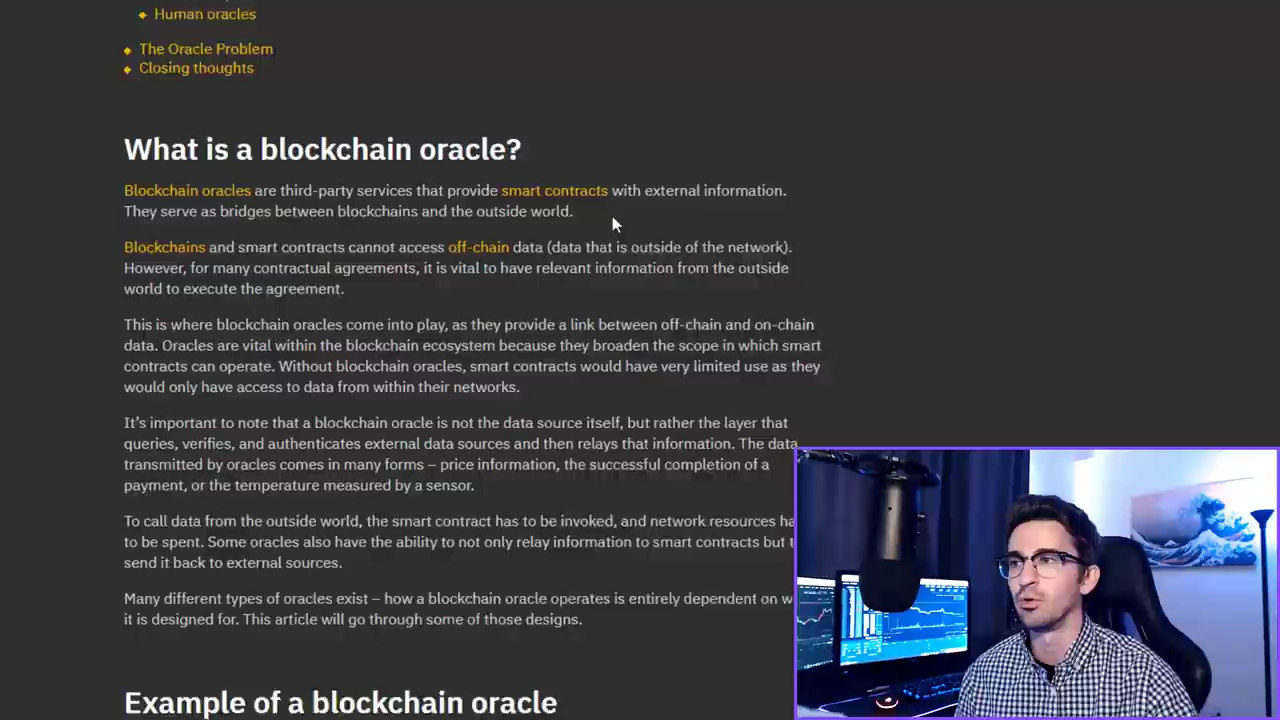 Human oracles
The Oracle Problem
Closing thoughts
What is a blockchain oracle?
Blockchain oracles are third-party services that provide smart contracts with external information.
They serve as bridges between blockchains and the outside world.
Blockchains and smart contracts cannot access off-chain data (data that is outside of the network).
However, for many contractual agreements, it is vital to have relevant information from the outside
world to execute the agreement.
This is where blockchain oracles come into play, as they provide a link between off-chain and on-chain
data. Oracles are vital within the blockchain ecosystem because they broaden the scope in which smart
contracts can operate. Without blockchain oracles, smart contracts would have very limited use as they
would only have access to data from within their networks.
It’s important to note that a blockchain oracle is not the data source itself, but rather the layer that
queries, verifies, and authenticates external data sources and then relays that information. The data
transmitted by oracles comes in many forms – price information, the successful completion of a
payment, or the temperature measured by a sensor.
To call data from the outside world, the smart contract has to be invoked, and network resources
to be spent. Some oracles also have the ability to not only relay information to smart contracts but
send it back to external sources.
Many different types of oracles exist – how a blockchain oracle operates is entirely dependent on
it is designed for. This article will go through some of those designs.
Example of a blockchain oracle